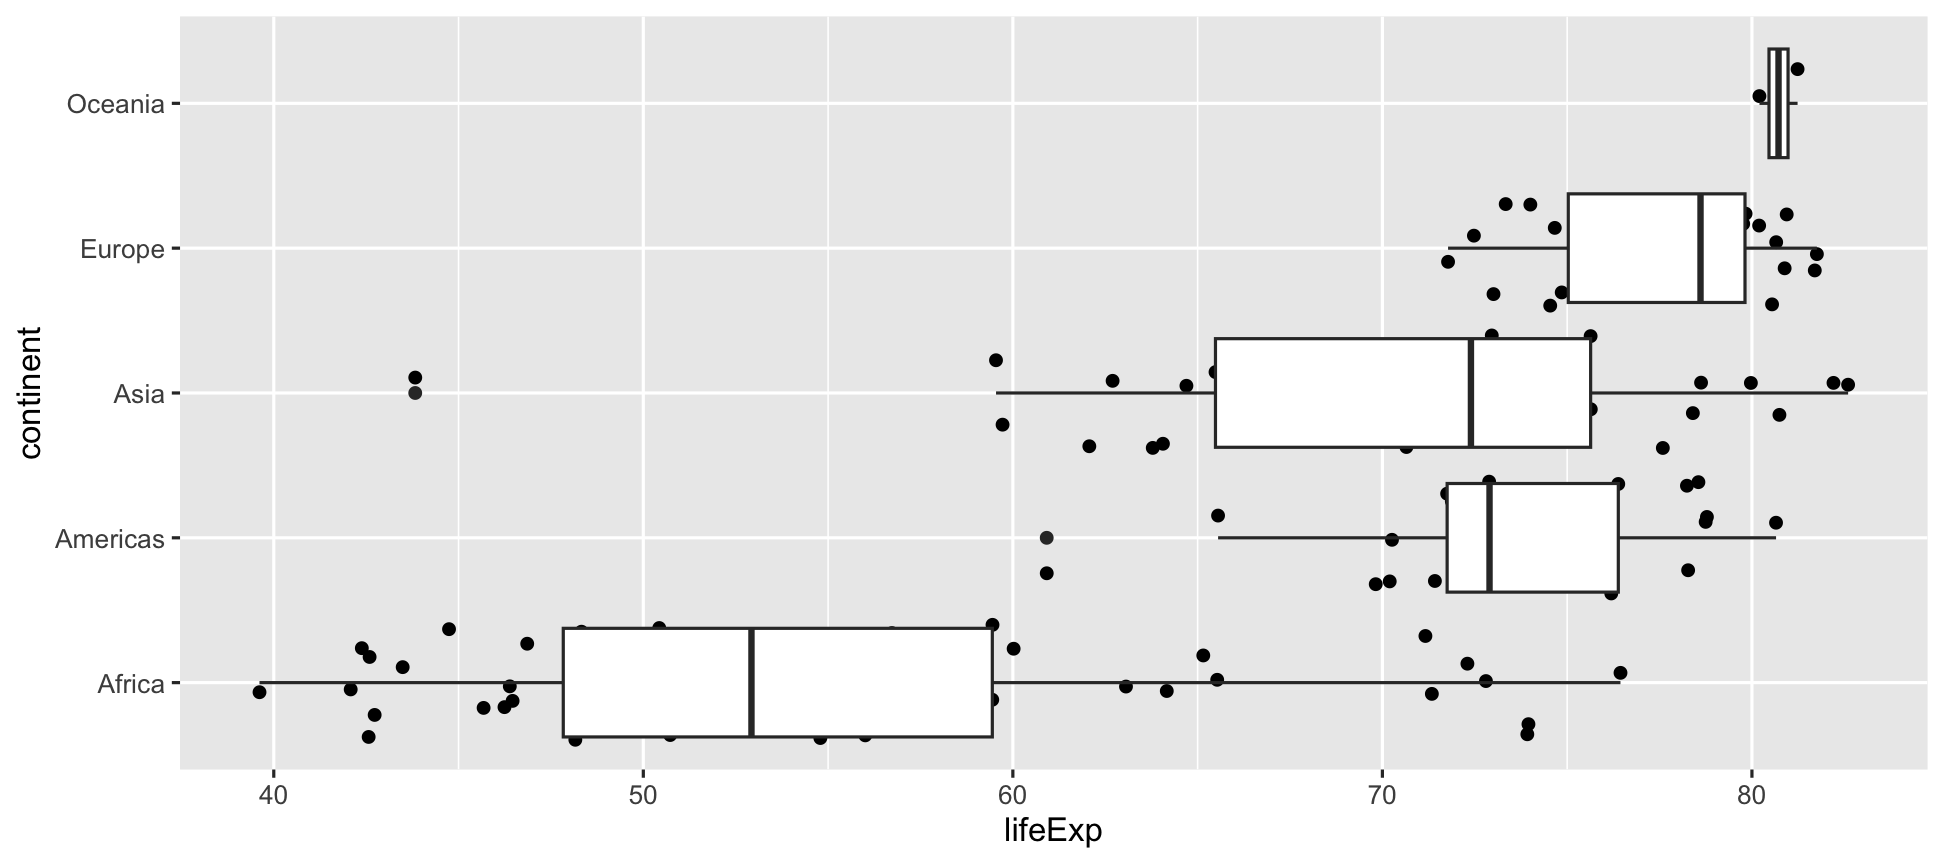 Oceania
Europe
Asia
Americas
Africa
continent
40 50 60 70 80
lifeExp